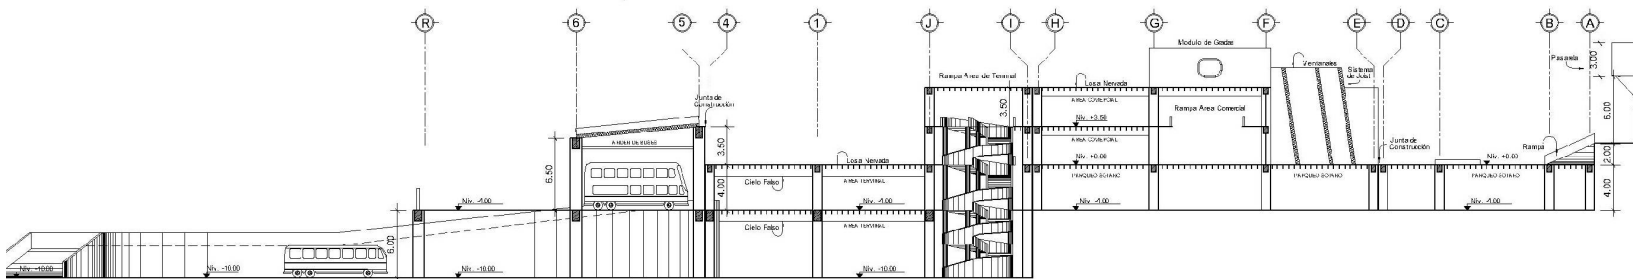 R
6
5
4
1
J
I
H
G
F
E
D
C
B
A
Modulo de Gradas
Ventanales
Sistema
de Joist
Pasarela
3.00
Rampa Area de Terminal
Losa Nervada
AREA COMERCIAL
Rampa Area Comercial
3.50
6.00
Junta de
Construcción
Niv. +3.50
ANDEN DE BUSES
3.50
AREA COMERCIAL
Junta de
Construcción
Rampa
2.00
6.50
Losa Nervada
Niv. +0.00
Niv. +0.00
4.00
Cielo Falso
AREA TERMINAL
PARQUEO SOTANO
PARQUEO SOTANO
PARQUEO SOTANO
4.00
Niv. -4.00
Niv. -4.00
Niv. -4.00
Niv. -4.00
Niv. -4.00
6.00
Cielo Falso
AREA TERMINAL
Niv. -10.00
Niv. -10.00
Niv. -10.00
Niv. -10.00